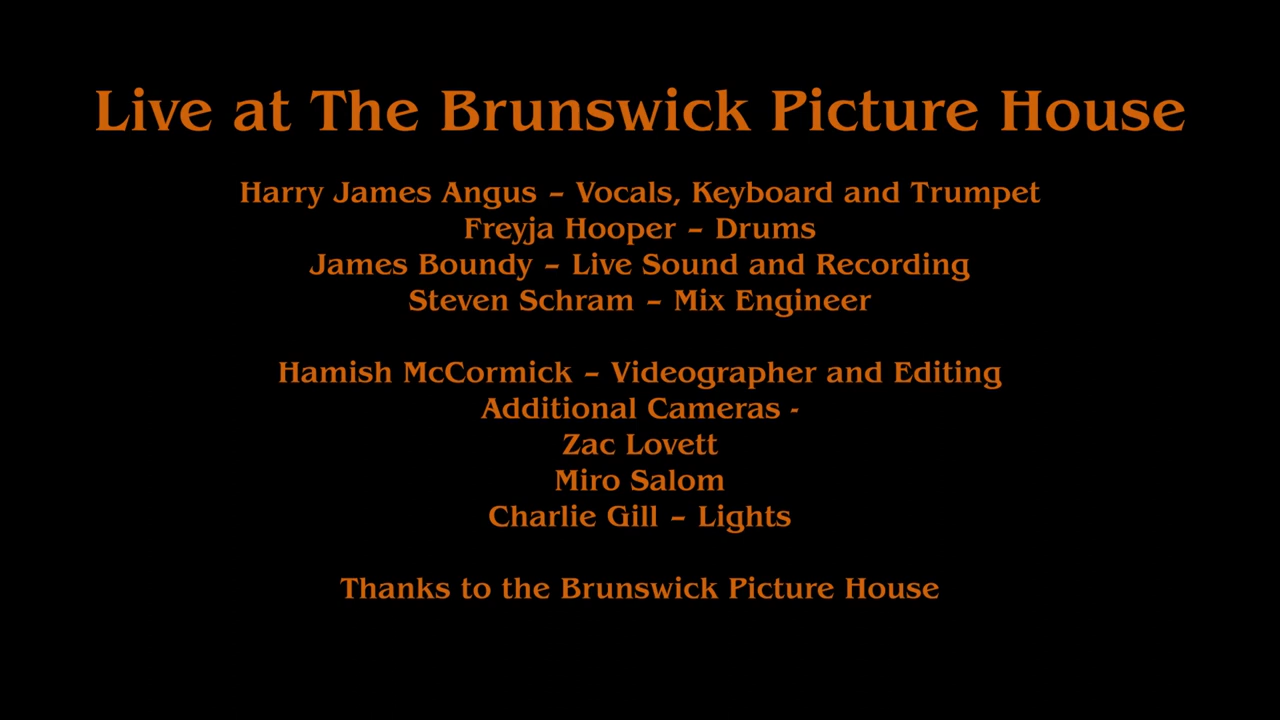 Live at The Brunswick Picture House
Harry James Angus – Vocals, Keyboard and Trumpet
Freyja Hooper – Drums
James Boundy – Live Sound and Recording
Steven Schram – Mix Engineer
Hamish McCormick – Videographer and Editing
Additional Cameras -
Zac Lovett
Miro Salom
Charlie Gill – Lights
Thanks to the Brunswick Picture House